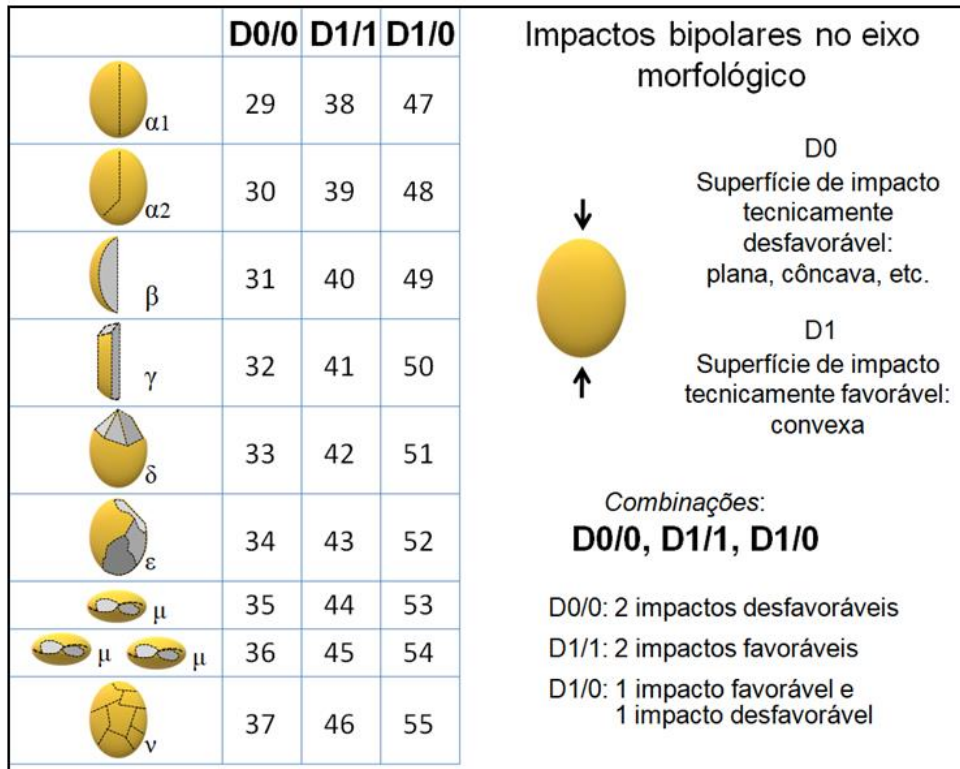 D0/0 D1/1 D1/0
α1 29 38 47
α2 30 39 48
β 31 40 49
γ 32 41 50
δ 33 42 51
ε 34 43 52
μ 35 44 53
μ μ 36 45 54
ν 37 46 55
Impactos bipolares no eixo
morfológico
D0
Superfície de impacto
tecnicamente
desfavorável:
plana, côncava, etc.
D1
Superfície de impacto
tecnicamente favorável:
convexa
Combinações:
D0/0, D1/1, D1/0
D0/0: 2 impactos desfavoráveis
D1/1: 2 impactos favoráveis
D1/0: 1 impacto favorável e
1 impacto desfavorável